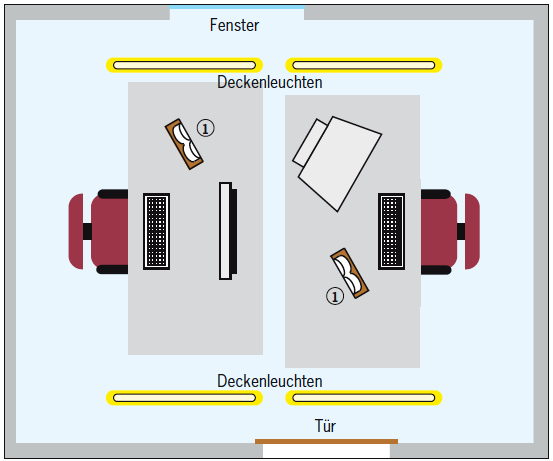 Fenster
Deckenleuchten
①
①
Deckenleuchten
Tür